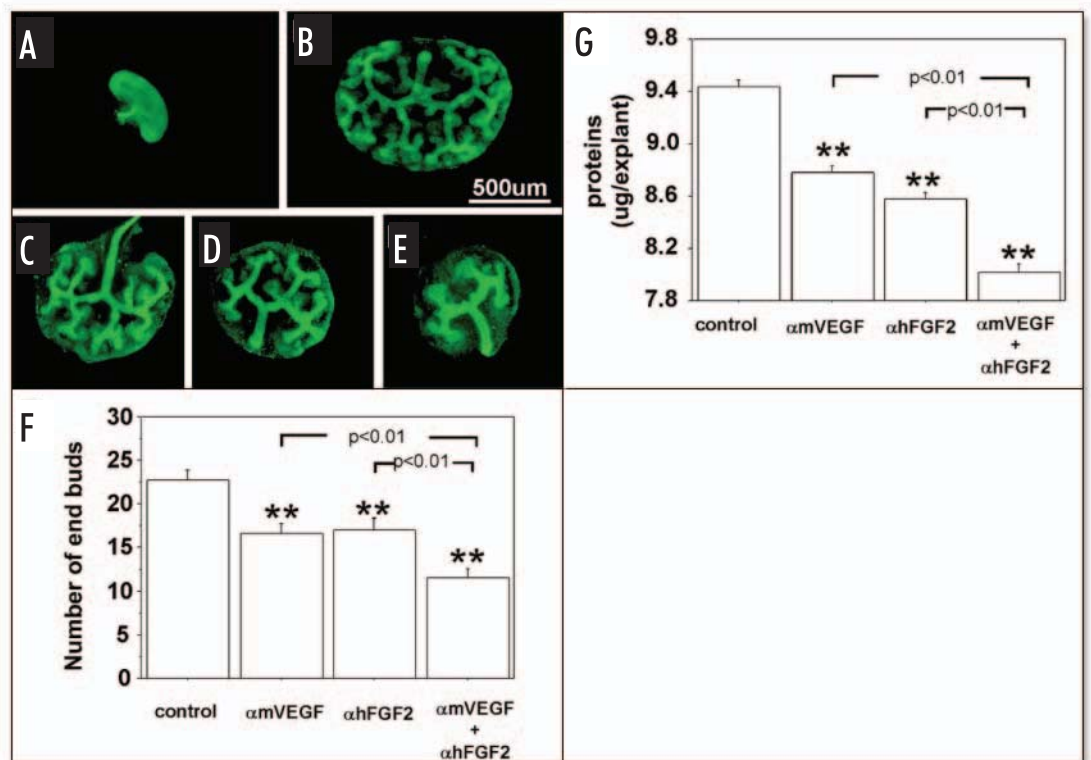 A
B
500um
C
D
E
G
proteins
(ug/explant)
9.8
9.4
9.0
8.6
8.2
7.8
p<0.01
p<0.01
**
**
**
control
αmVEGF
αhFGF2
αmVEGF
+
αhFGF2
F
Number of end buds
30
25
20
15
10
5
0
p<0.01
p<0.01
**
**
**
control
αmVEGF
αhFGF2
αmVEGF
+
αhFGF2